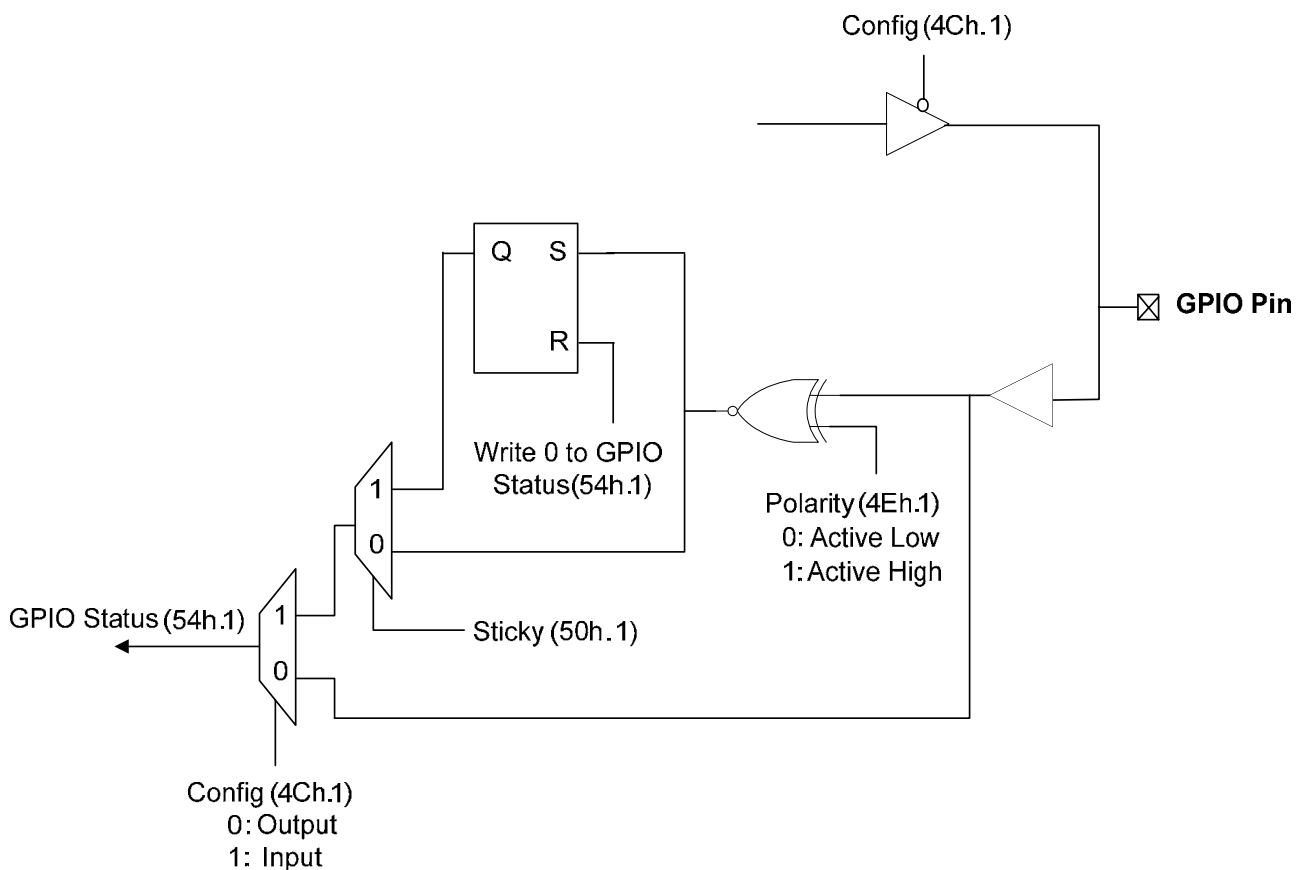 Config (4Ch.1)
Q
S
R
GPIO Pin
Write 0 to GPIO
Status(54h.1)
1
0
Polarity (4Eh.1)
0: Active Low
1: Active High
GPIO Status (54h.1)
1
0
Sticky (50h.1)
Config (4Ch.1)
0: Output
1: Input